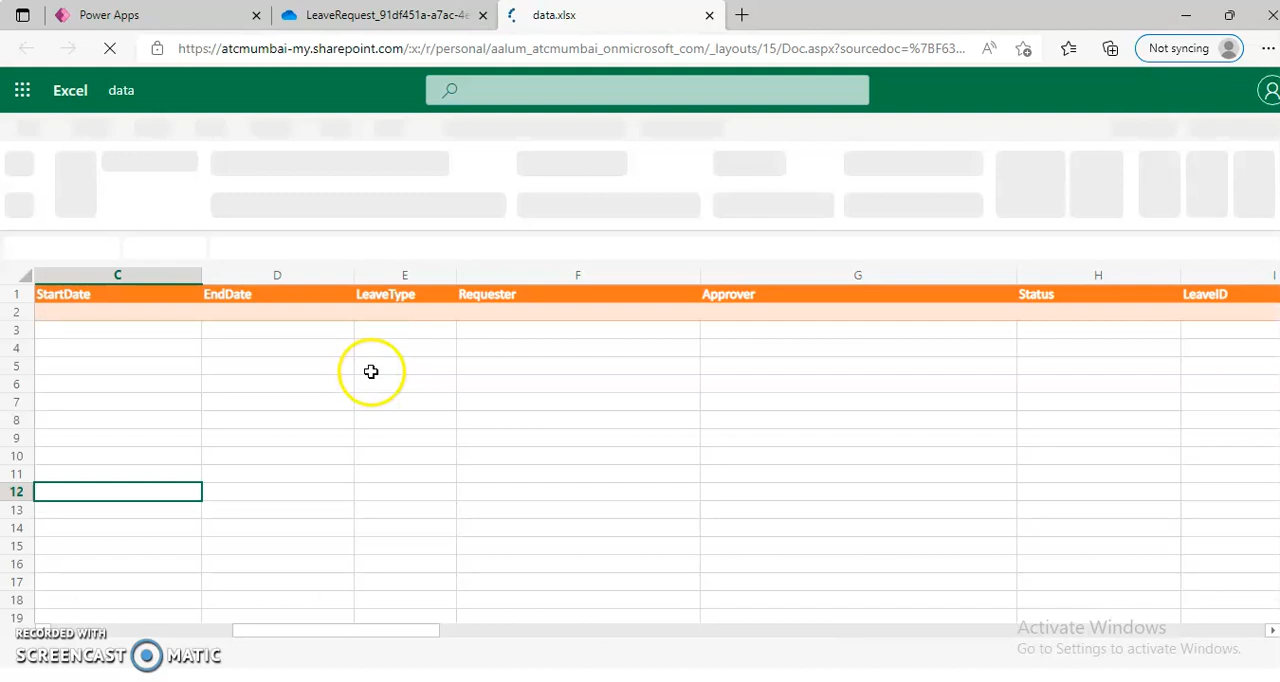 Power Apps
LeaveRequest_91df451a-a7ac-4e
data.xlsx
https://atcmumbai-my.sharepoint.com/:x:/r/personal/aalum_atcmumbai_onmicrosoft_com/_layouts/15/Doc.aspx?sourcedoc=%7BF63...
Not syncing
Excel data
C D E F G H I
1 StartDate EndDate LeaveType Requester Approver Status LeaveID
2
3
4
5
6
7
8
9
10
11
12
13
14
15
16
17
18
19
RECORDED WITH
SCREENCAST MATIC
Activate Windows
Go to Settings to activate Windows.